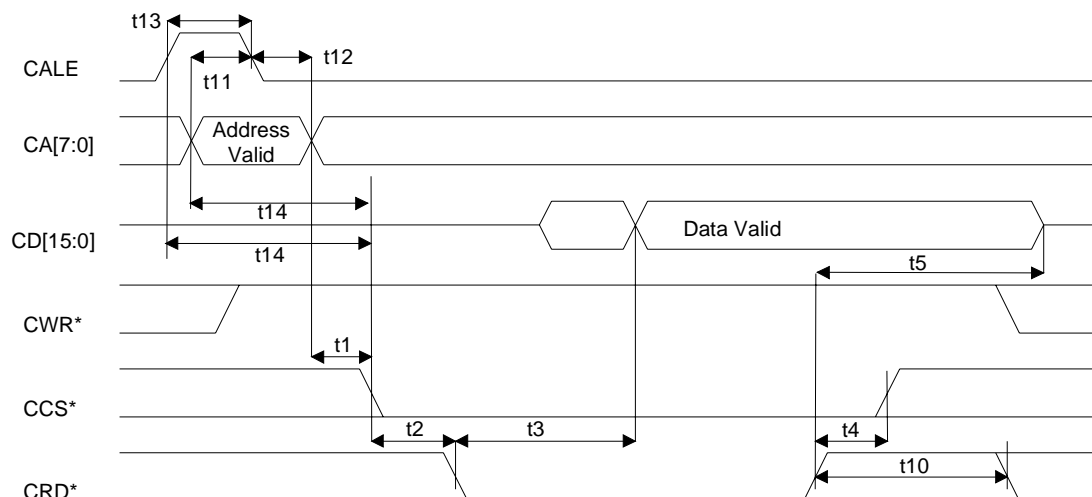 t13
t12
CALE
t11
CA[7:0]
Address
Valid
t14
CD[15:0]
Data Valid
t14
t5
CWR*
t1
CCS*
t2
t3
t4
t10
CRD*